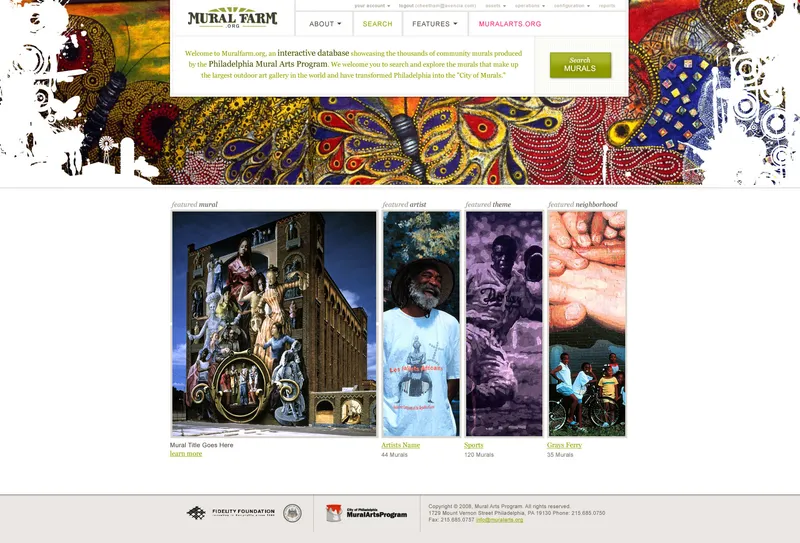 your account
logout
assets
operations
configuration
reports
MURAL FARM
.ORG
ABOUT
SEARCH
FEATURES
MURALARTS.ORG
Welcome to Muralfarm.org, an interactive database showcasing the thousands of community murals produced
by the Philadelphia Mural Arts Program. We welcome you to search and explore the murals that make up
the largest outdoor art gallery in the world and have transformed Philadelphia into the "City of Murals."
Search
MURALS
featured mural
featured artist
featured theme
featured neighborhood
Mural Title Goes Here
learn more
Artists Name
44 Murals
Sports
120 Murals
Grays Ferry
35 Murals
FIDELITY FOUNDATION
City of Philadelphia
MuralArtsProgram
Copyright © 2008, Mural Arts Program. All rights reserved.
1729 Mount Vernon Street Philadelphia, PA 19130 Phone: 215.685.0750
Fax: 215.685.0757 info@muralarts.org